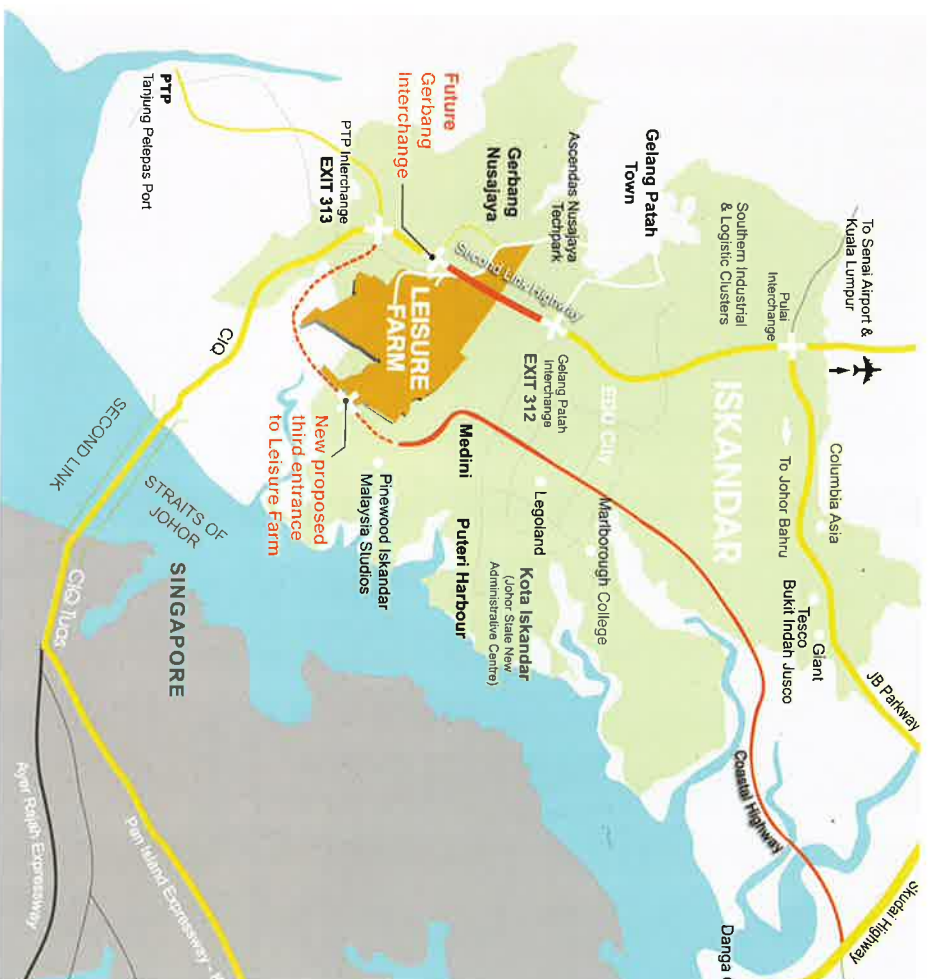 To Senai Airport &
Kuala Lumpur
Pulai
Interchange
Columbia Asia
To Johor Bahru
Giant
Tesco
Bukit Indah Jusco
JB Parkway
Skudai Highway
Gelang Patah
Town
Southern Industrial
& Logistic Clusters
ISKANDAR
Ascendas Nusajaya
Techpark
Gerbang
Nusajaya
Second Link Highway
Gelang Patah
Interchange
EXIT 312
EDU City
Marlborough College
Legoland
Kota Iskandar
(Johor State New
Administrative Centre)
Coastal Highway
Danga
Future
Gerbang
Interchange
LEISURE
FARM
Medini
Puteri Harbour
Pinewood Iskandar
Malaysia Studios
New proposed
third entrance
to Leisure Farm
PTP Interchange
EXIT 313
PTP
Tanjung Pelepas Port
CIQ
SECOND LINK
STRAITS OF
JOHOR
SINGAPORE
CIQ Tuas
Pan Island Expressway -
Ayer Rajah Expressway